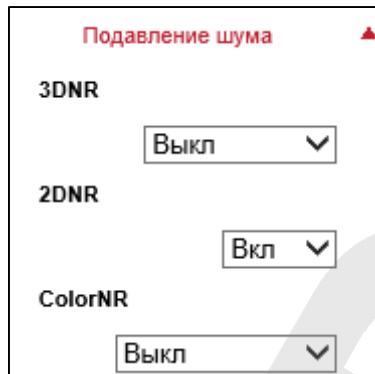 Подавление шума
3DNR
Выкл
2DNR
Вкл
ColorNR
Выкл